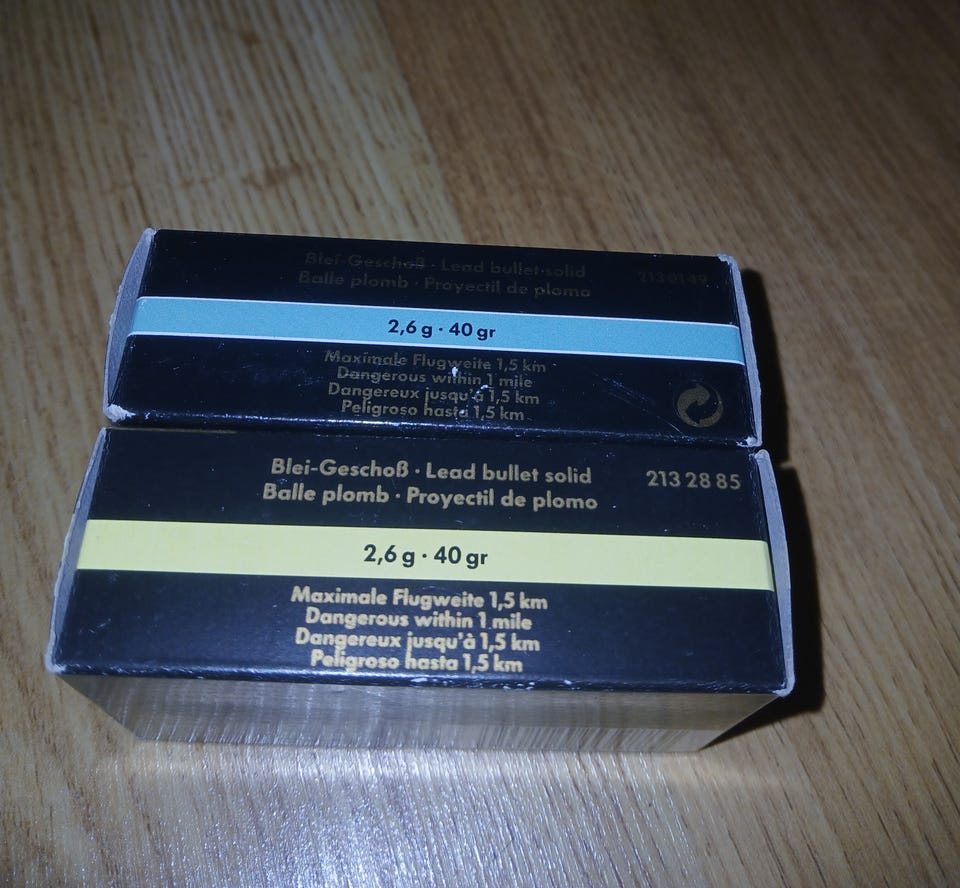 Blei-Geschoß · Lead bullet solid
Balle plomb · Proyectil de plomo
213 01 49
2,6 g · 40 gr
Maximale Flugweite 1,5 km
Dangerous within 1 mile
Dangereux jusqu'à 1,5 km
Peligroso hasta 1,5 km
Blei-Geschoß · Lead bullet solid
Balle plomb · Proyectil de plomo
213 28 85
2,6 g · 40 gr
Maximale Flugweite 1,5 km
Dangerous within 1 mile
Dangereux jusqu'à 1,5 km
Peligroso hasta 1,5 km